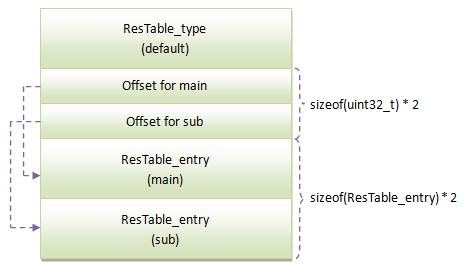 ResTable_type
(default)
Offset for main
sizeof(uint32_t) * 2
Offset for sub
ResTable_entry
(main)
sizeof(ResTable_entry) * 2
ResTable_entry
(sub)